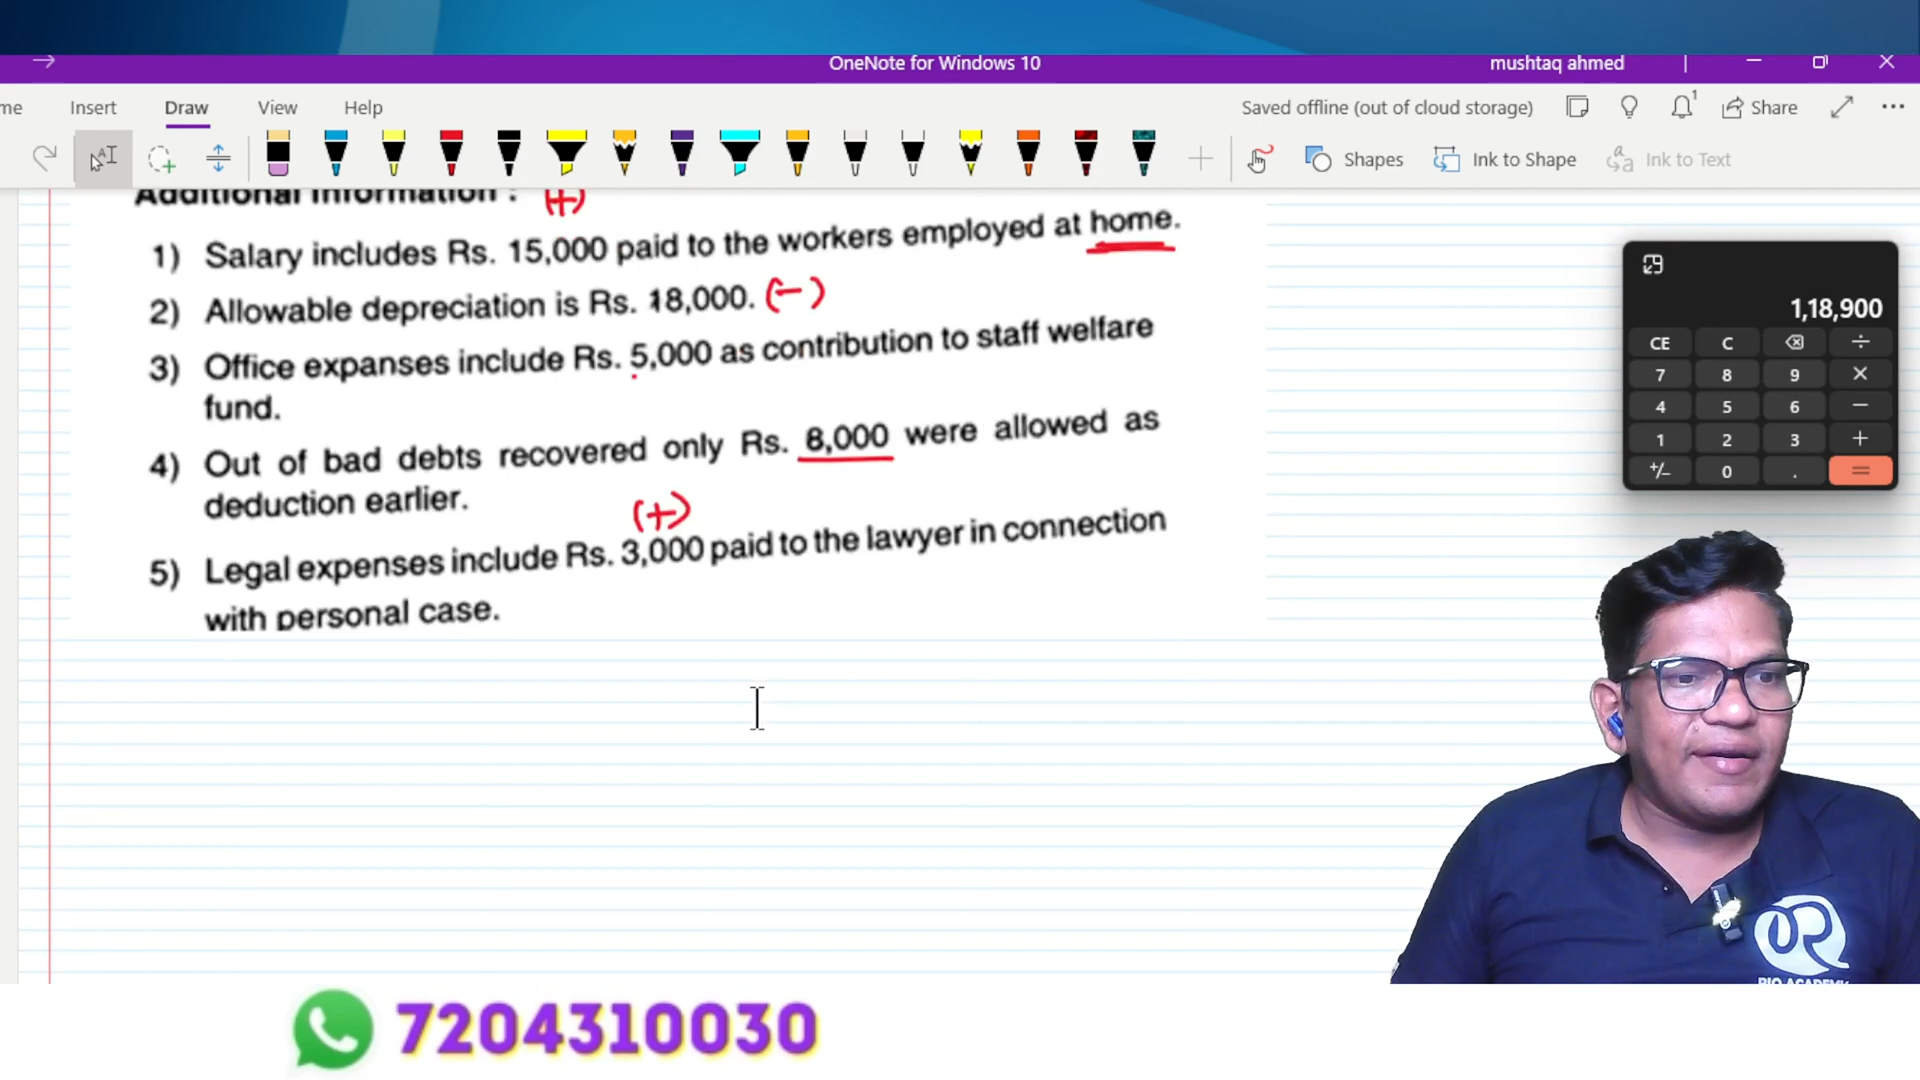 OneNote for Windows 10
mushtaq ahmed
me Insert Draw View Help
Saved offline (out of cloud storage)
1
Share
Shapes
Ink to Shape
Ink to Text
Additional Information : (+)
1) Salary includes Rs. 15,000 paid to the workers employed at home.
2) Allowable depreciation is Rs. 18,000. (-)
3) Office expanses include Rs. 5,000 as contribution to staff welfare
fund.
4) Out of bad debts recovered only Rs. 8,000 were allowed as
deduction earlier.
(+)
5) Legal expenses include Rs. 3,000 paid to the lawyer in connection
with personal case.
1,18,900
CE C ÷
7 8 9 ×
4 5 6 −
1 2 3 +
+/− 0 . =
RIO ACADEMY
7204310030